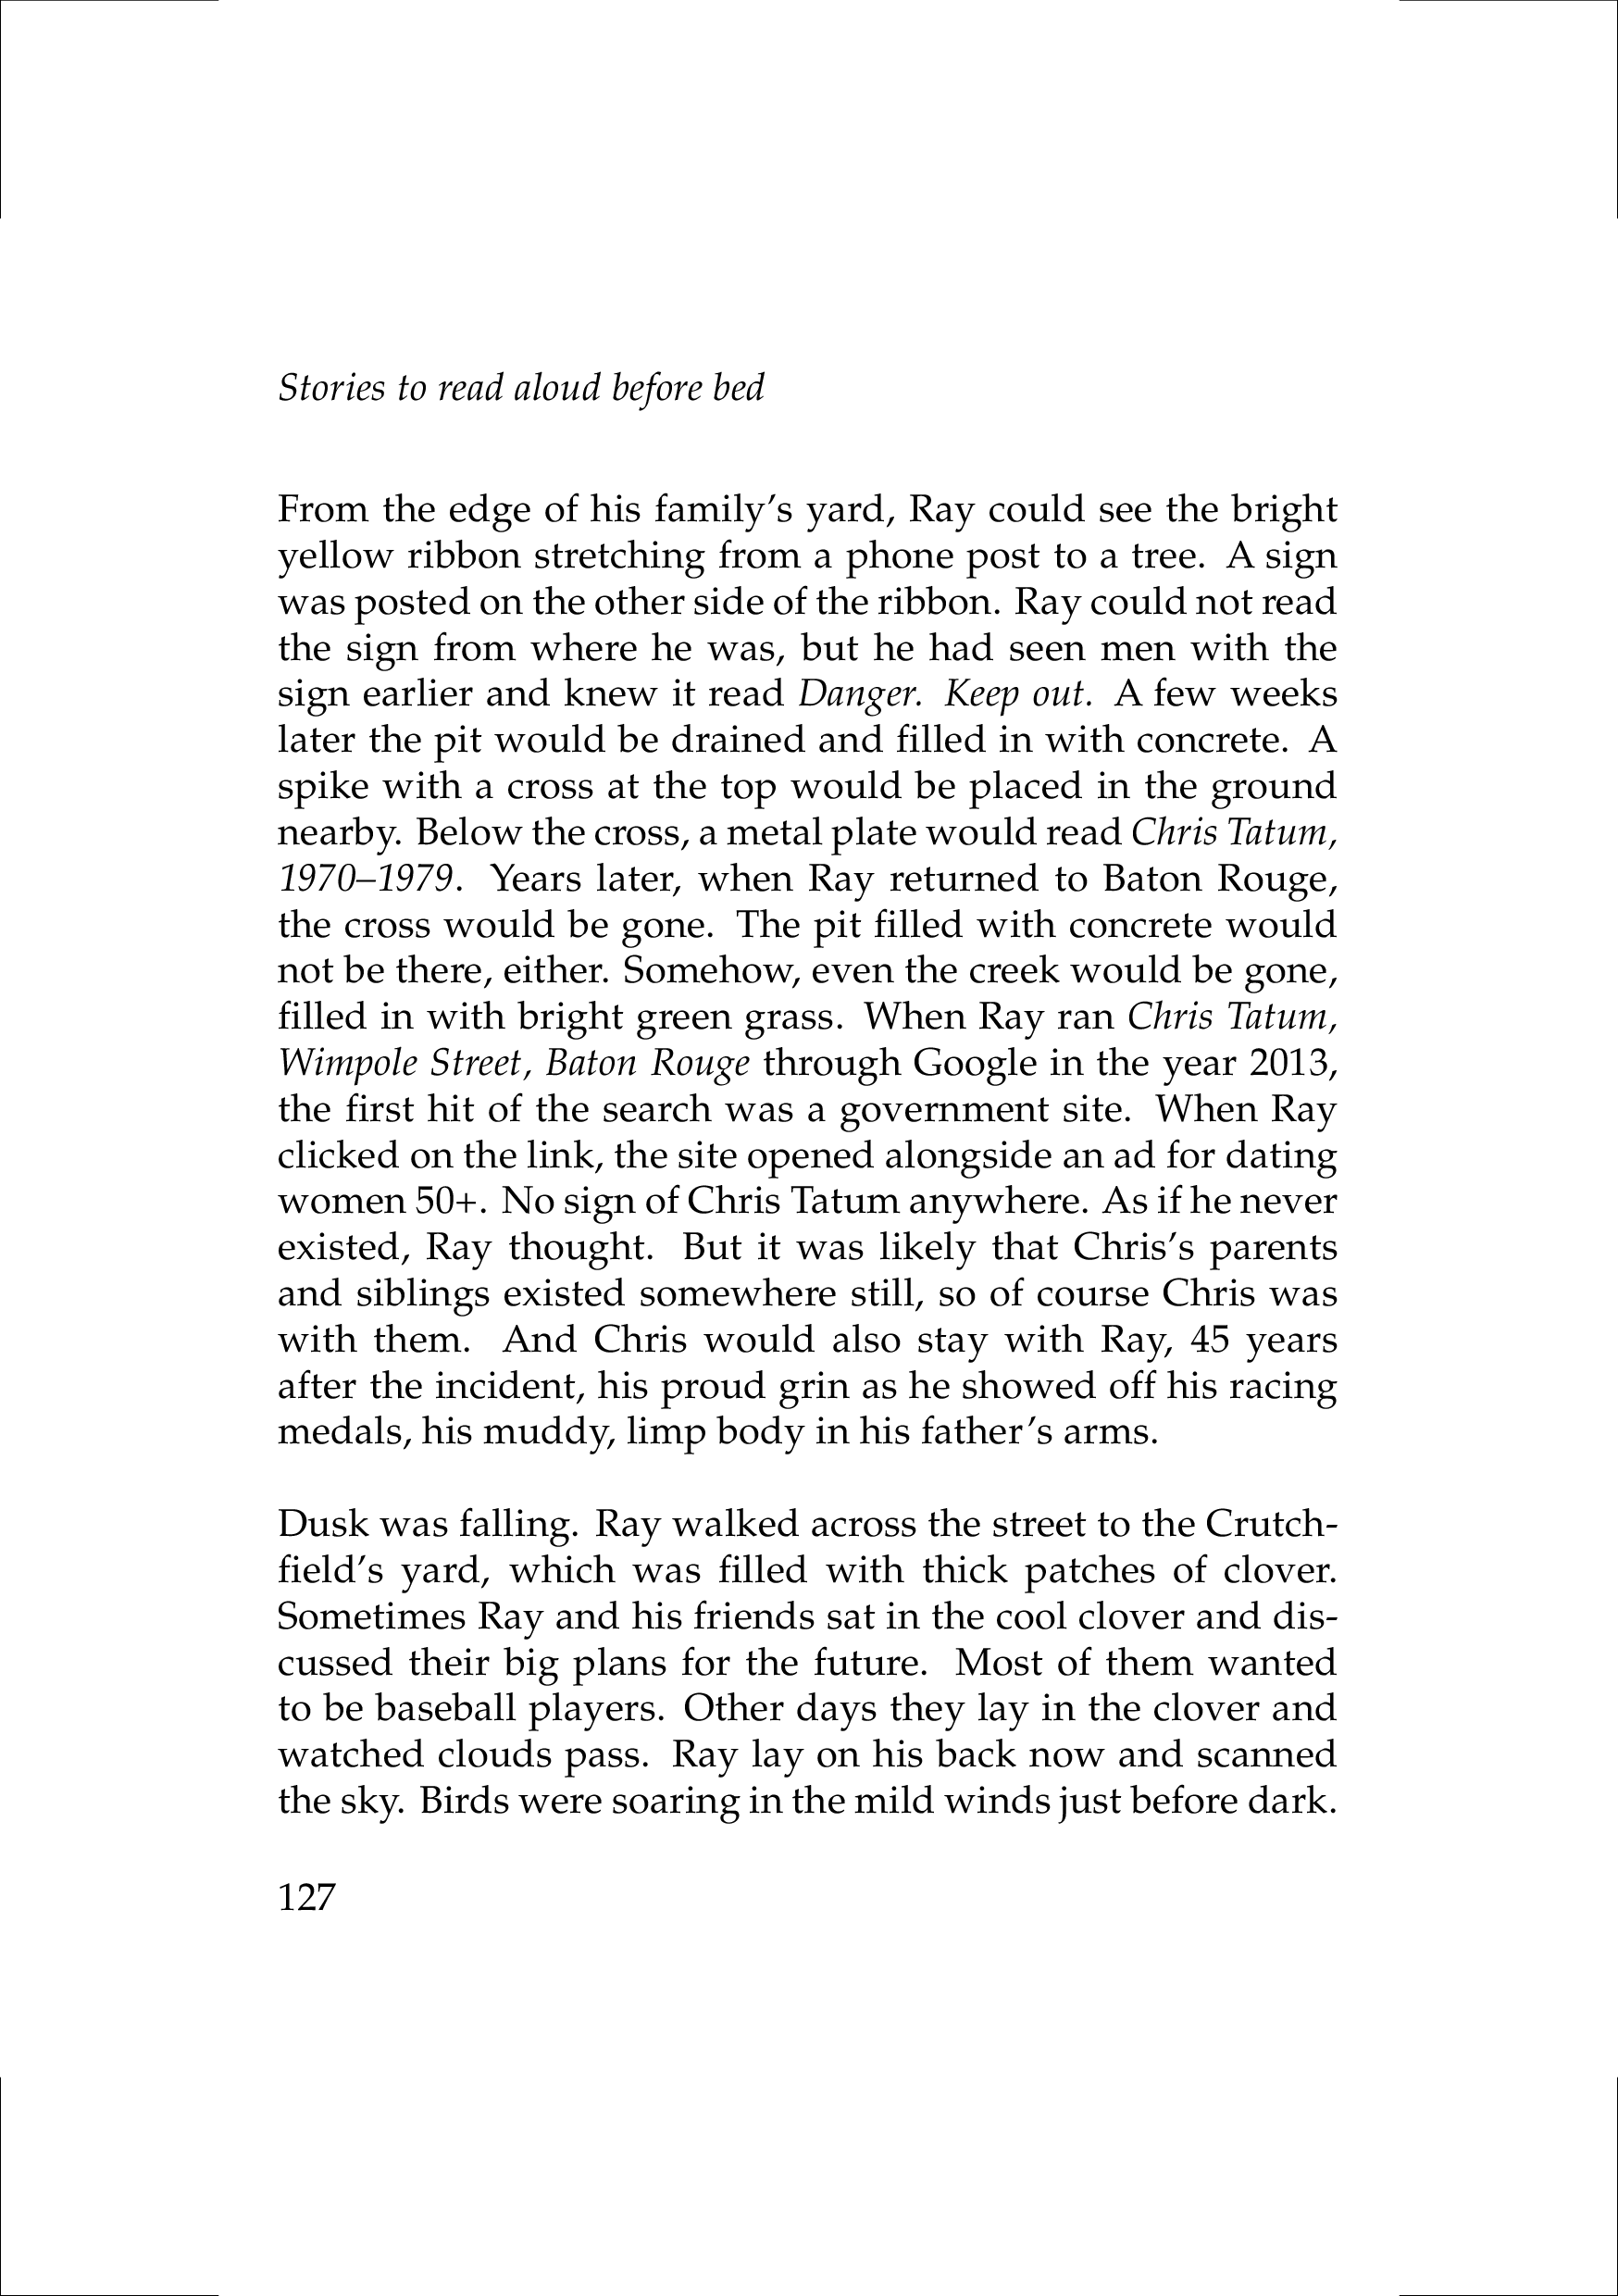 Stories to read aloud before bed
From the edge of his family's yard, Ray could see the bright
yellow ribbon stretching from a phone post to a tree. A sign
was posted on the other side of the ribbon. Ray could not read
the sign from where he was, but he had seen men with the
sign earlier and knew it read Danger. Keep out. A few weeks
later the pit would be drained and filled in with concrete. A
spike with a cross at the top would be placed in the ground
nearby. Below the cross, a metal plate would read Chris Tatum,
1970–1979. Years later, when Ray returned to Baton Rouge,
the cross would be gone. The pit filled with concrete would
not be there, either. Somehow, even the creek would be gone,
filled in with bright green grass. When Ray ran Chris Tatum,
Wimpole Street, Baton Rouge through Google in the year 2013,
the first hit of the search was a government site. When Ray
clicked on the link, the site opened alongside an ad for dating
women 50+. No sign of Chris Tatum anywhere. As if he never
existed, Ray thought. But it was likely that Chris's parents
and siblings existed somewhere still, so of course Chris was
with them. And Chris would also stay with Ray, 45 years
after the incident, his proud grin as he showed off his racing
medals, his muddy, limp body in his father's arms.
Dusk was falling. Ray walked across the street to the Crutch-
field's yard, which was filled with thick patches of clover.
Sometimes Ray and his friends sat in the cool clover and dis-
cussed their big plans for the future. Most of them wanted
to be baseball players. Other days they lay in the clover and
watched clouds pass. Ray lay on his back now and scanned
the sky. Birds were soaring in the mild winds just before dark.
127